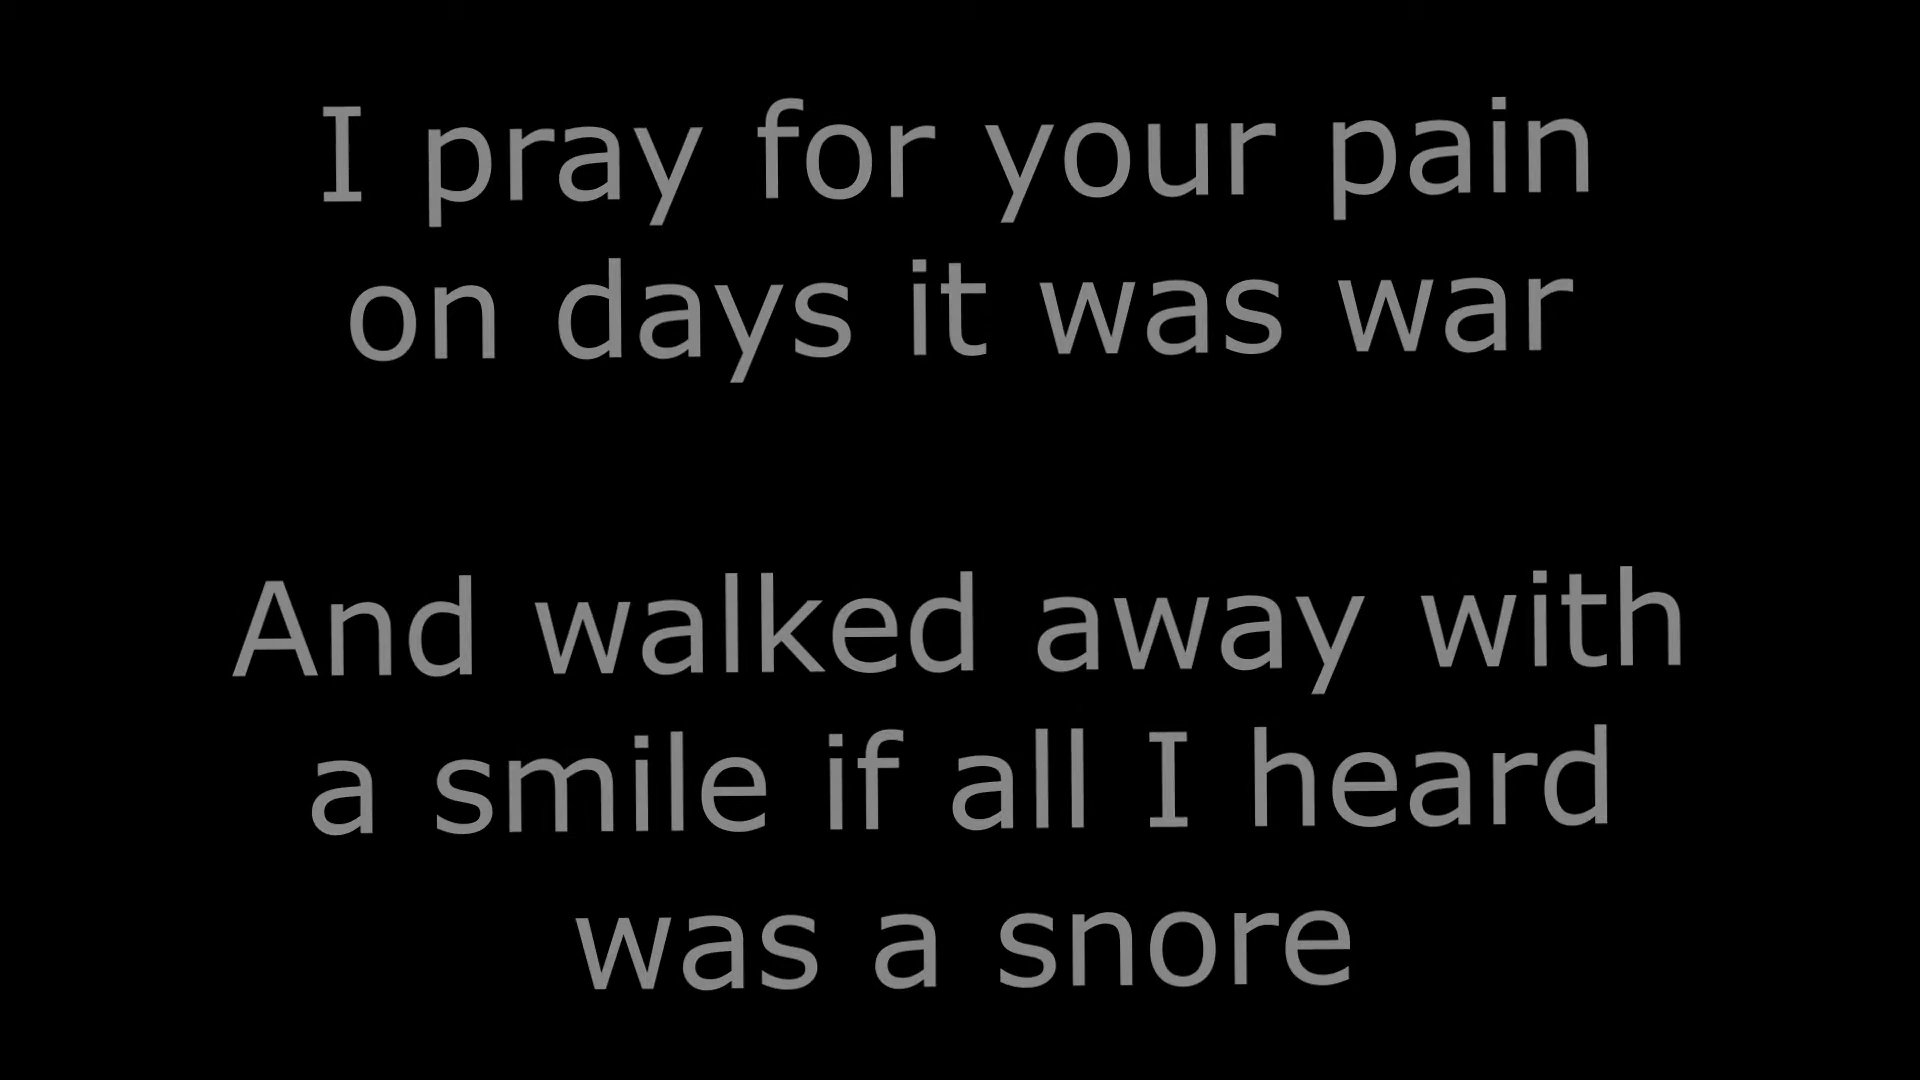 I pray for your pain
on days it was war
And walked away with
a smile if all I heard
was a snore